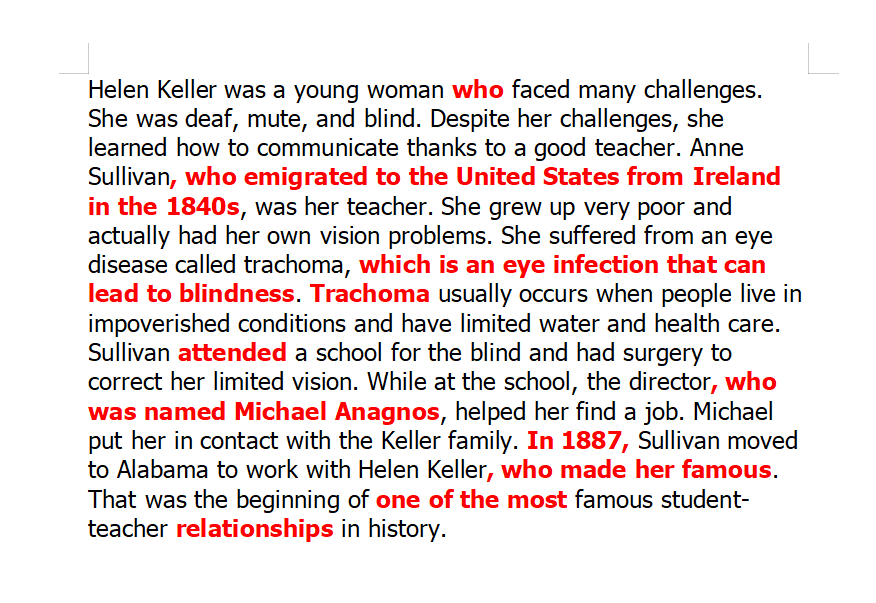 Helen Keller was a young woman who faced many challenges.
She was deaf, mute, and blind. Despite her challenges, she
learned how to communicate thanks to a good teacher. Anne
Sullivan, who emigrated to the United States from Ireland
in the 1840s, was her teacher. She grew up very poor and
actually had her own vision problems. She suffered from an eye
disease called trachoma, which is an eye infection that can
lead to blindness. Trachoma usually occurs when people live in
impoverished conditions and have limited water and health care.
Sullivan attended a school for the blind and had surgery to
correct her limited vision. While at the school, the director, who
was named Michael Anagnos, helped her find a job. Michael
put her in contact with the Keller family. In 1887, Sullivan moved
to Alabama to work with Helen Keller, who made her famous.
That was the beginning of one of the most famous student-
teacher relationships in history.